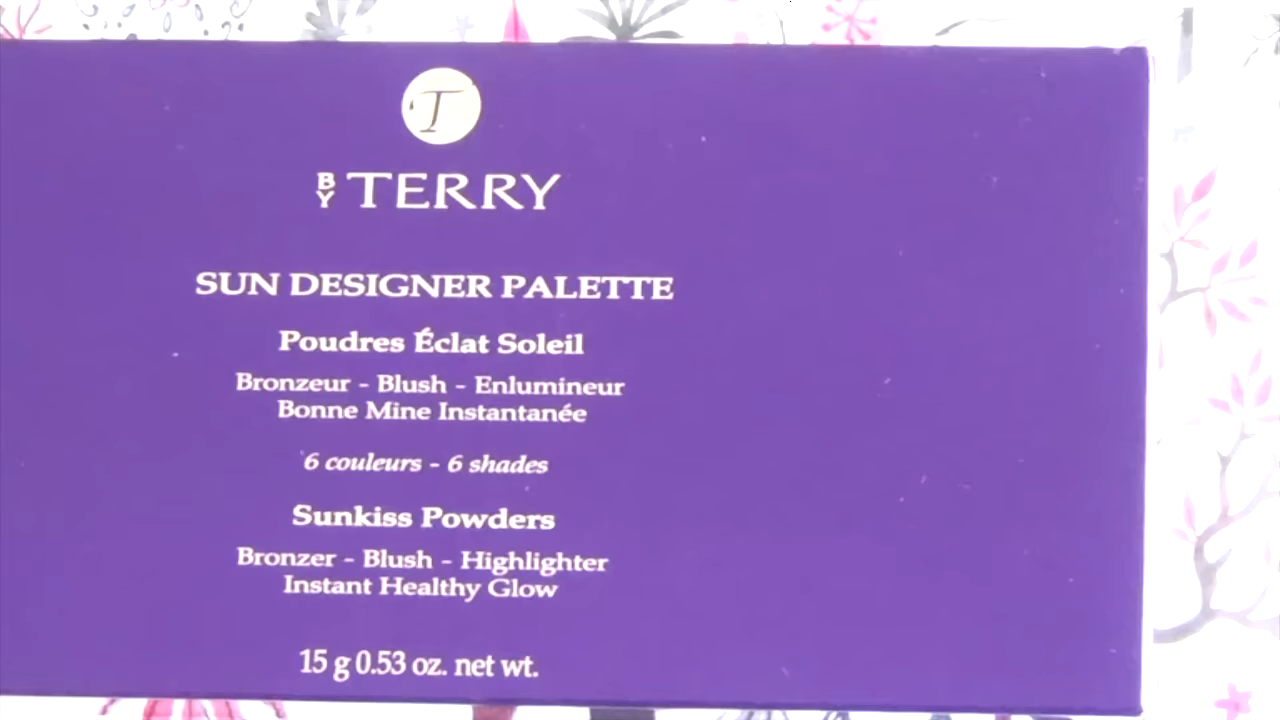 T
BY TERRY
SUN DESIGNER PALETTE
Poudres Éclat Soleil
Bronzeur - Blush - Enlumineur
Bonne Mine Instantanée
6 couleurs - 6 shades
Sunkiss Powders
Bronzer - Blush - Highlighter
Instant Healthy Glow
15 g 0.53 oz. net wt.